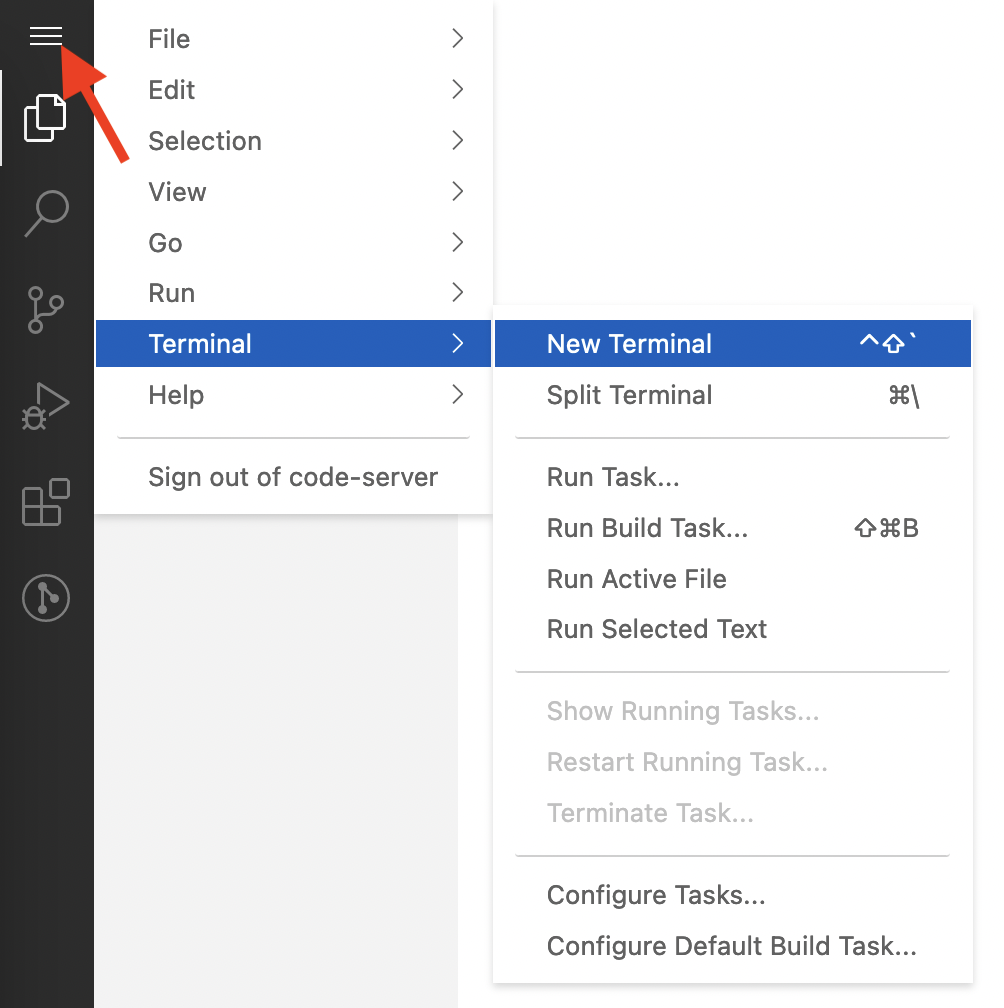 File
Edit
Selection
View
Go
Run
Terminal
Help
Sign out of code-server
New Terminal ^⇧`
Split Terminal ⌘\
Run Task...
Run Build Task... ⇧⌘B
Run Active File
Run Selected Text
Show Running Tasks...
Restart Running Task...
Terminate Task...
Configure Tasks...
Configure Default Build Task...